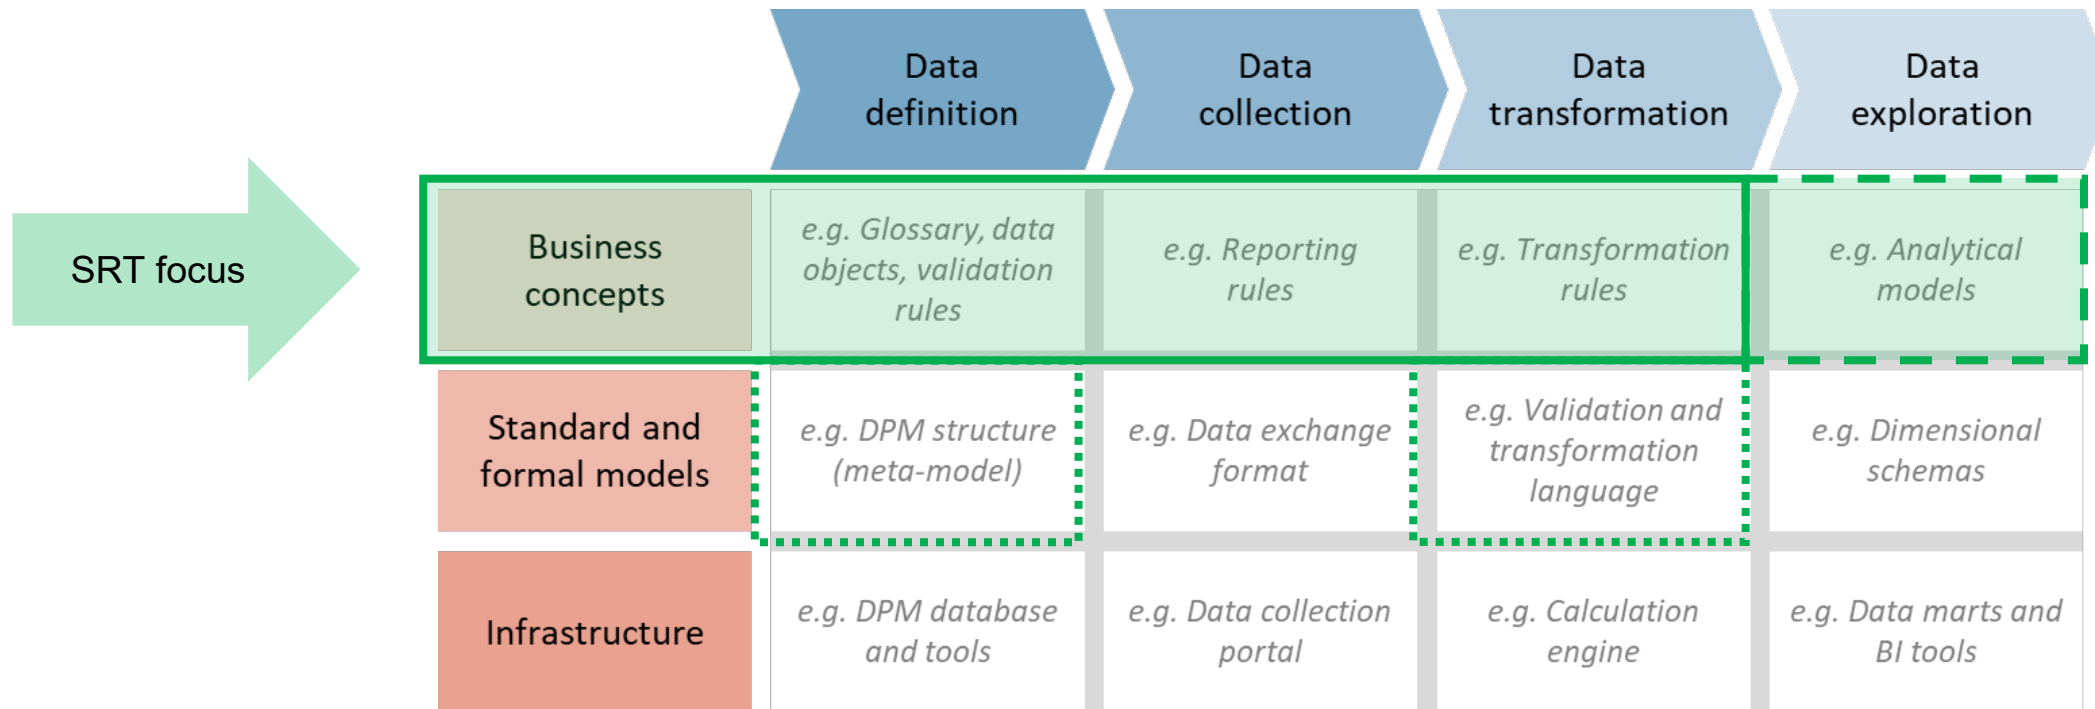 Data
definition
Data
collection
Data
transformation
Data
exploration
SRT focus
Business
concepts
e.g. Glossary, data
objects, validation
rules
e.g. Reporting
rules
e.g. Transformation
rules
e.g. Analytical
models
Standard and
formal models
e.g. DPM structure
(meta-model)
e.g. Data exchange
format
e.g. Validation and
transformation
language
e.g. Dimensional
schemas
Infrastructure
e.g. DPM database
and tools
e.g. Data collection
portal
e.g. Calculation
engine
e.g. Data marts and
BI tools